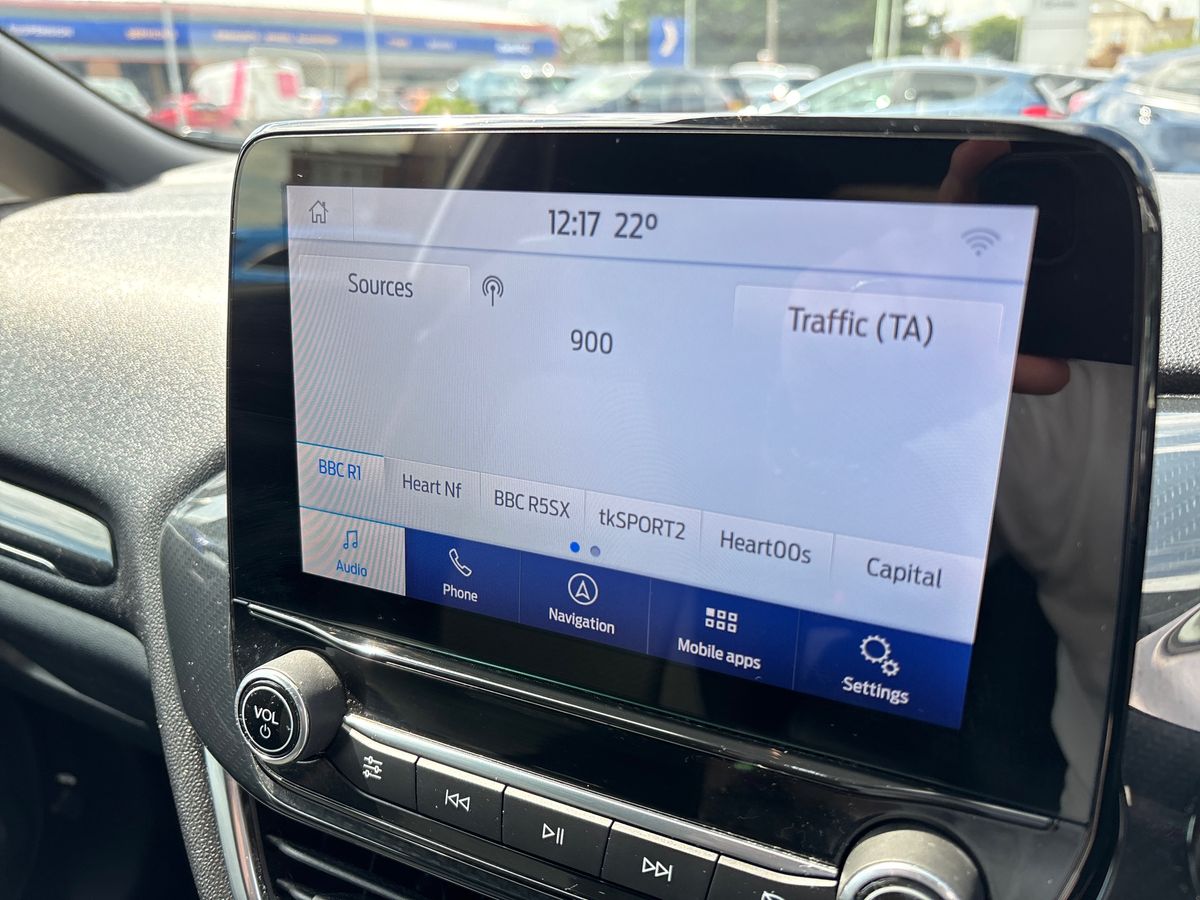 12:17 22º
Sources
Traffic (TA)
900
BBC R1
Heart Nf
BBC R5SX
tkSPORT2
Heart00s
Capital
Audio
Phone
Navigation
Mobile apps
Settings
VOL